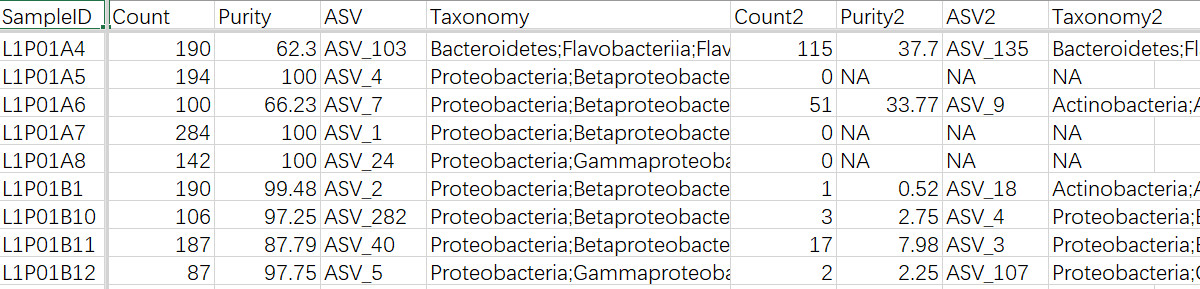 SampleID Count Purity ASV Taxonomy Count2 Purity2 ASV2 Taxonomy2
L1P01A4 190 62.3 ASV_103 Bacteroidetes;Flavobacteriia;Flav 115 37.7 ASV_135 Bacteroidetes;Fl
L1P01A5 194 100 ASV_4 Proteobacteria;Betaproteobacte 0 NA NA NA
L1P01A6 100 66.23 ASV_7 Proteobacteria;Betaproteobacte 51 33.77 ASV_9 Actinobacteria;A
L1P01A7 284 100 ASV_1 Proteobacteria;Betaproteobacte 0 NA NA NA
L1P01A8 142 100 ASV_24 Proteobacteria;Gammaproteoba 0 NA NA NA
L1P01B1 190 99.48 ASV_2 Proteobacteria;Betaproteobacte 1 0.52 ASV_18 Actinobacteria;A
L1P01B10 106 97.25 ASV_282 Proteobacteria;Betaproteobacte 3 2.75 ASV_4 Proteobacteria;B
L1P01B11 187 87.79 ASV_40 Proteobacteria;Betaproteobacte 17 7.98 ASV_3 Proteobacteria;B
L1P01B12 87 97.75 ASV_5 Proteobacteria;Gammaproteoba 2 2.25 ASV_107 Proteobacteria;G